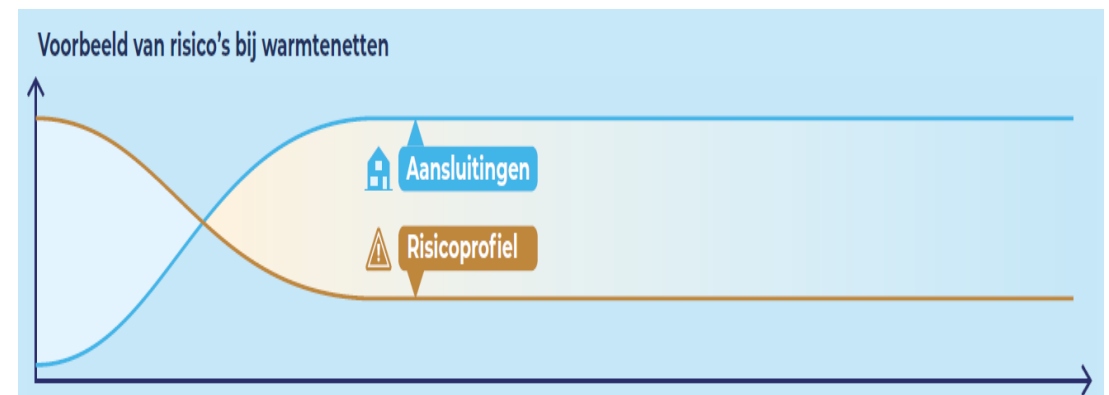 Voorbeeld van risico’s bij warmtenetten
Aansluitingen
Risicoprofiel